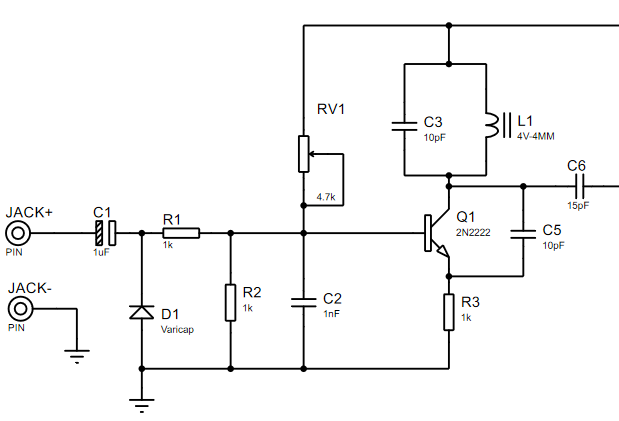 RV1
4.7k
C3
10pF
L1
4V-4MM
C6
15pF
JACK+
PIN
C1
1uF
R1
1k
Q1
2N2222
C5
10pF
JACK-
PIN
D1
Varicap
R2
1k
C2
1nF
R3
1k